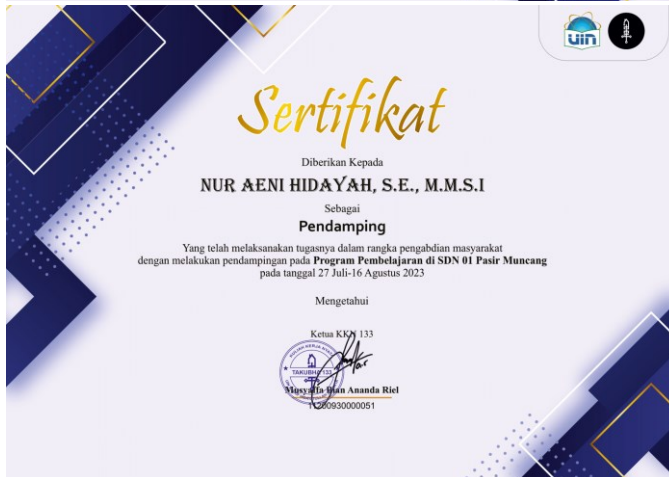 uin
Sertifikat
Diberikan Kepada
NUR AENI HIDAYAH, S.E., M.M.S.I
Sebagai
Pendamping
Yang telah melaksanakan tugasnya dalam rangka pengabdian masyarakat
dengan melakukan pendampingan pada Program Pembelajaran di SDN 01 Pasir Muncang
pada tanggal 27 Juli-16 Agustus 2023
Mengetahui
Ketua KKN 133
TAKUBHA 133
Ananda Riel
11200930000051